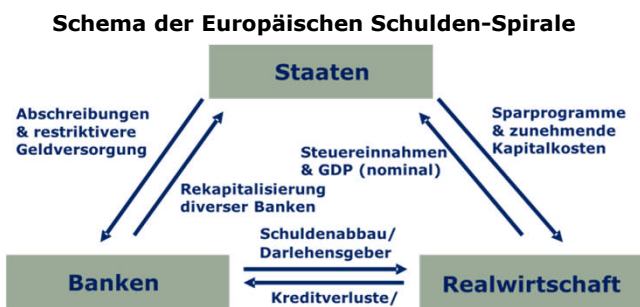 Schema der Europäischen Schulden-Spirale
Staaten
Abschreibungen
& restriktivere
Geldversorgung
Sparprogramme
& zunehmende
Kapitalkosten
Steuereinnahmen
& GDP (nominal)
Rekapitalisierung
diverser Banken
Schuldenabbau/
Darlehensgeber
Banken
Realwirtschaft
Kreditverluste/